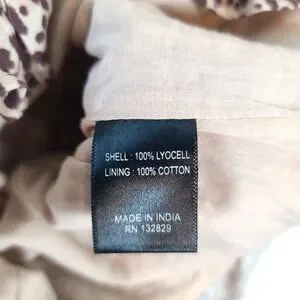 SHELL : 100% LYOCELL
LINING : 100% COTTON
MADE IN INDIA
RN 132829